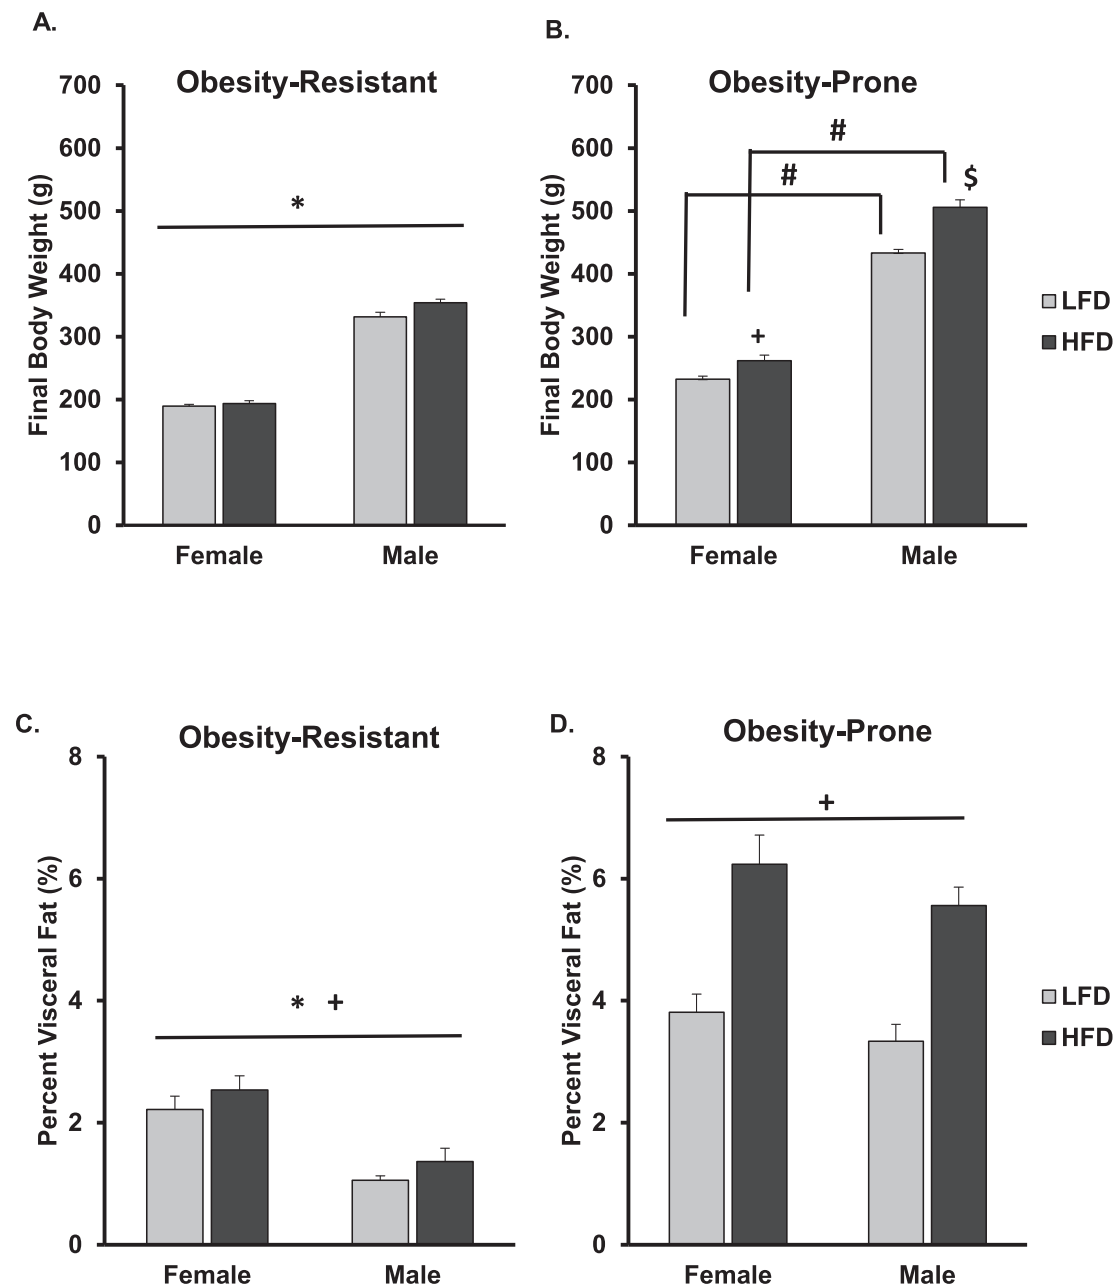 A.
Obesity-Resistant
700
600
500
400
300
200
100
0
Final Body Weight (g)
*
Female Male
B.
Obesity-Prone
700
600
500
400
300
200
100
0
Final Body Weight (g)
#
#
$
+
Female Male
LFD
HFD
C.
Obesity-Resistant
8
6
4
2
0
Percent Visceral Fat (%)
* +
Female Male
D.
Obesity-Prone
8
6
4
2
0
Percent Visceral Fat (%)
+
Female Male
LFD
HFD